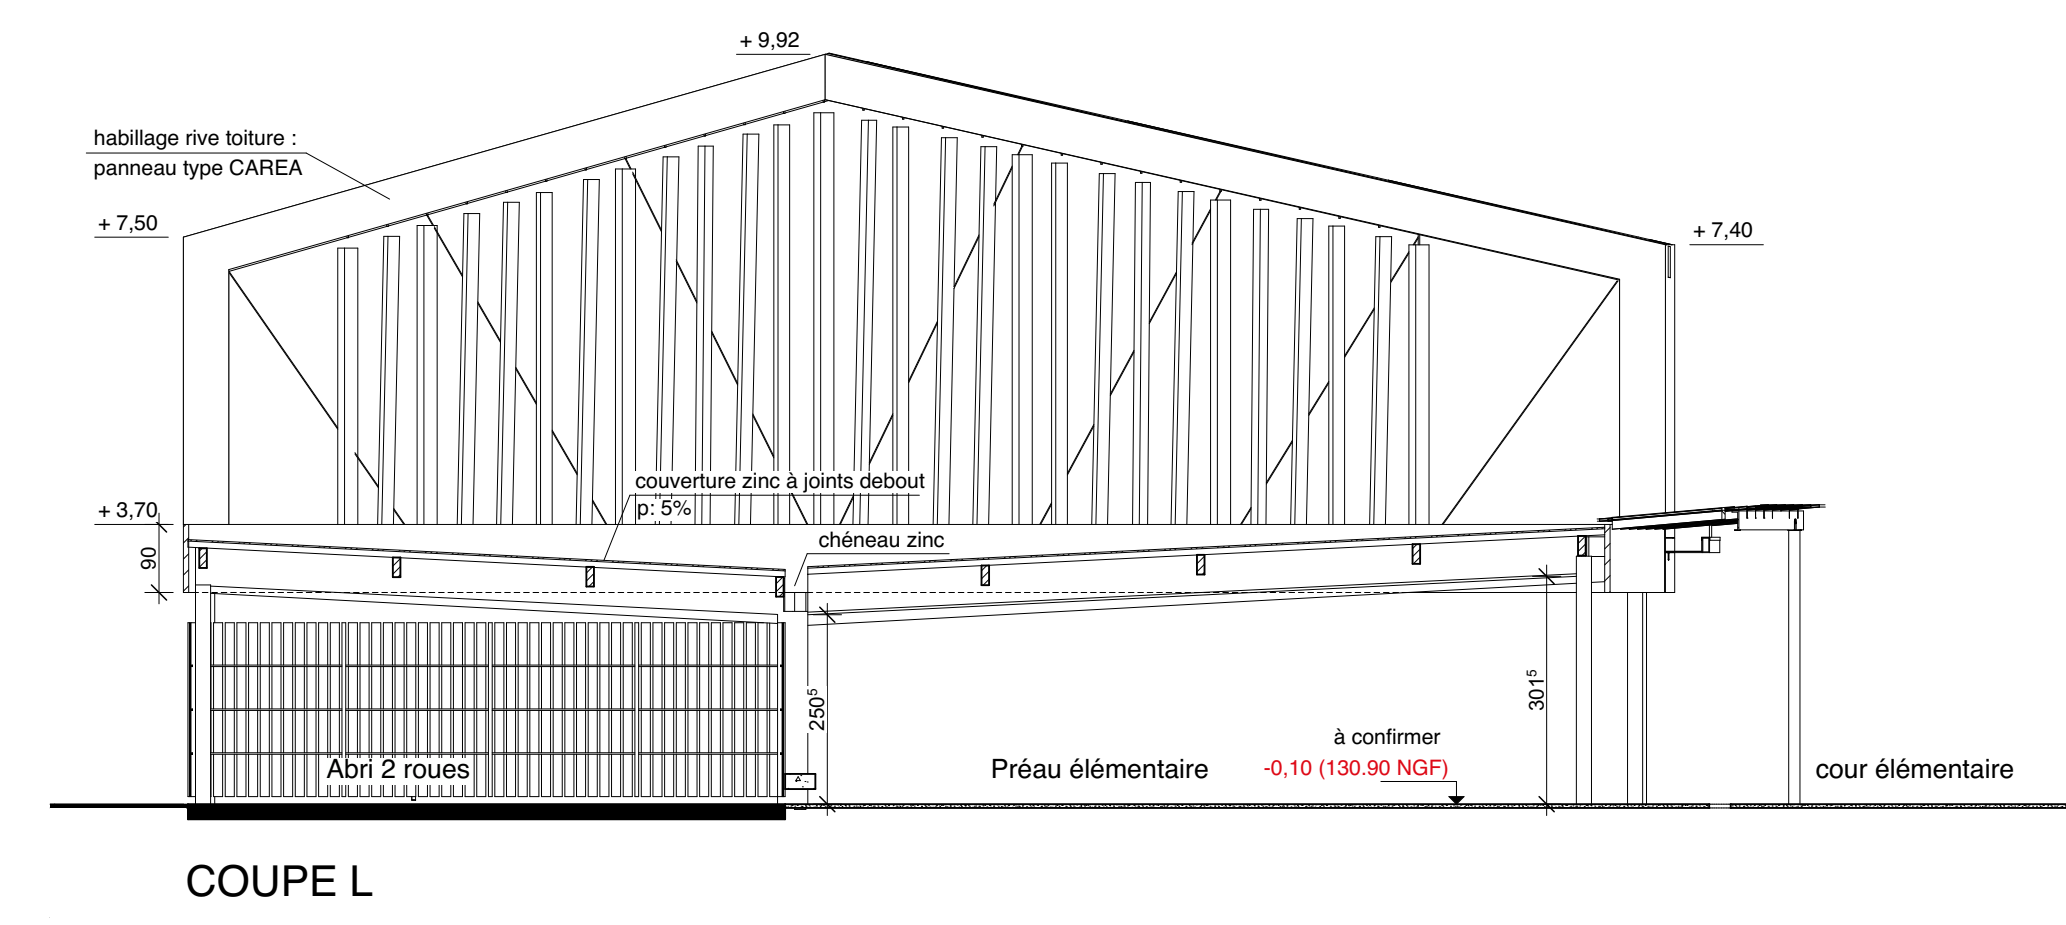 + 9,92
habillage rive toiture :
panneau type CAREA
+ 7,50
+ 7,40
couverture zinc à joints debout
p: 5%
+ 3,70
chéneau zinc
90
250⁵
301⁵
à confirmer
-0,10 (130.90 NGF)
Abri 2 roues
Préau élémentaire
cour élémentaire
COUPE L